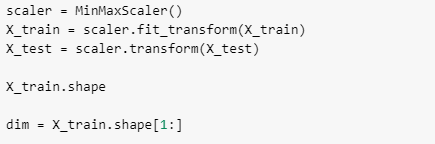 scaler = MinMaxScaler()
X_train = scaler.fit_transform(X_train)
X_test = scaler.transform(X_test)
X_train.shape
dim = X_train.shape[1:]